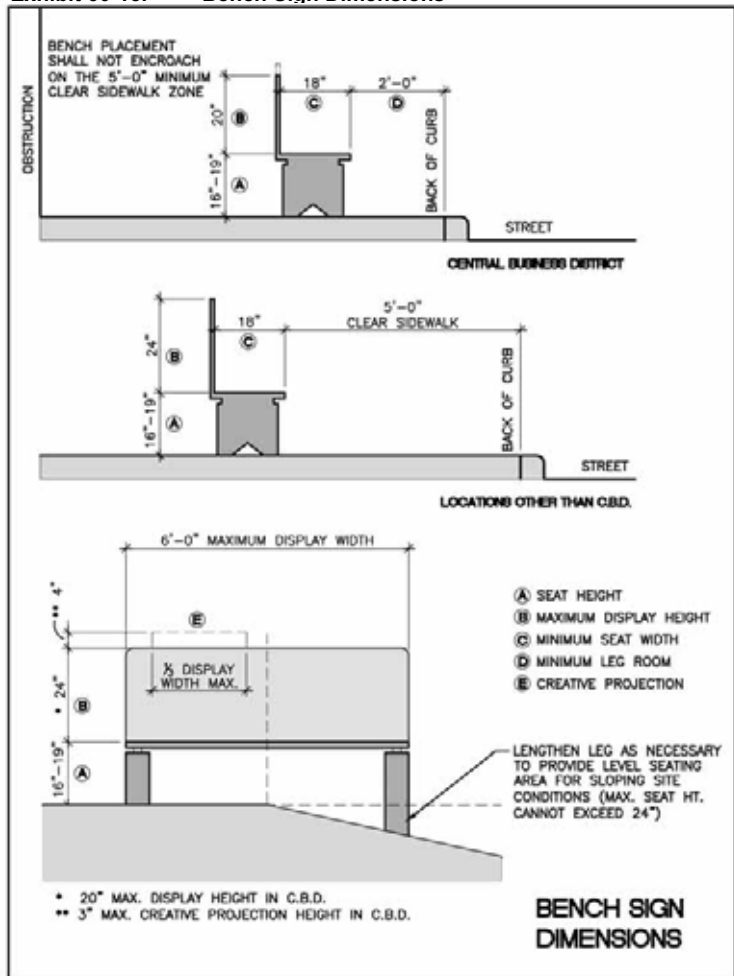 BENCH PLACEMENT
SHALL NOT ENCROACH
ON THE 5'-0" MINIMUM
CLEAR SIDEWALK ZONE
OBSTRUCTION
18"
2'-0"
C
D
20"
B
16"-19"
A
BACK OF CURB
STREET
CENTRAL BUSINESS DISTRICT
5'-0"
CLEAR SIDEWALK
18"
C
24"
B
16"-19"
A
BACK OF CURB
STREET
LOCATIONS OTHER THAN C.B.D.
6'-0" MAXIMUM DISPLAY WIDTH
** 4"
E
⅓ DISPLAY
WIDTH MAX.
* 24"
B
16"-19"
A
A SEAT HEIGHT
B MAXIMUM DISPLAY HEIGHT
C MINIMUM SEAT WIDTH
D MINIMUM LEG ROOM
E CREATIVE PROJECTION
LENGTHEN LEG AS NECESSARY
TO PROVIDE LEVEL SEATING
AREA FOR SLOPING SITE
CONDITIONS (MAX. SEAT HT.
CANNOT EXCEED 24")
* 20" MAX. DISPLAY HEIGHT IN C.B.D.
** 3" MAX. CREATIVE PROJECTION HEIGHT IN C.B.D.
BENCH SIGN
DIMENSIONS